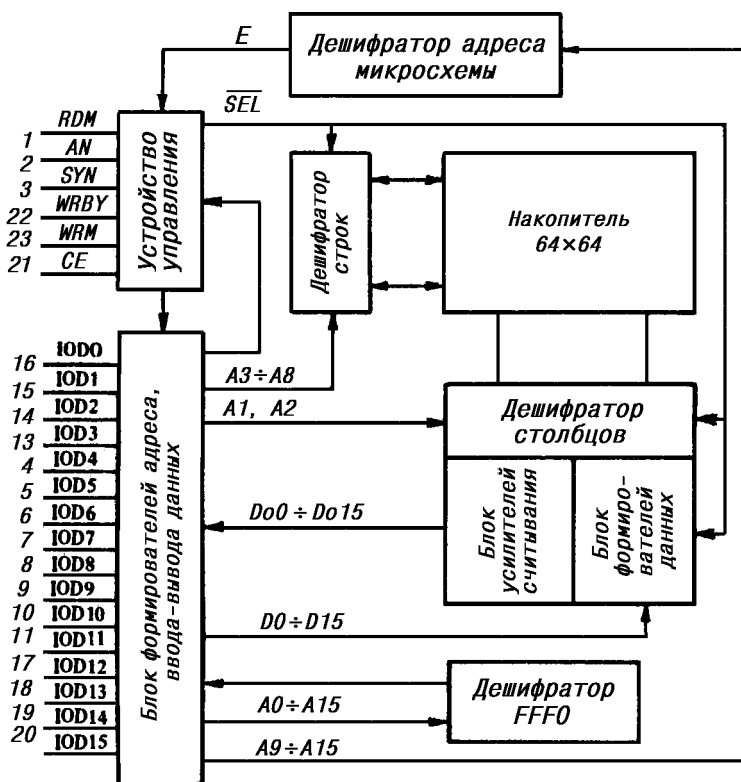 E
Дешифратор адреса
микросхемы
SEL
RDM
1
AN
2
SYN
3
WRBY
22
WRM
23
CE
21
Устройство
управления
Дешифратор
строк
Накопитель
64×64
16
IOD0
15
IOD1
14
IOD2
13
IOD3
4
IOD4
5
IOD5
6
IOD6
7
IOD7
8
IOD8
9
IOD9
10
IOD10
11
IOD11
17
IOD12
18
IOD13
19
IOD14
20
IOD15
Блок формирователей адреса,
ввода-вывода данных
A3÷A8
A1, A2
Дешифратор
столбцов
Блок
усилителей
считывания
Блок
формиро-
вателей
данных
Do0÷Do15
D0÷D15
Дешифратор
FFF0
A0÷A15
A9÷A15